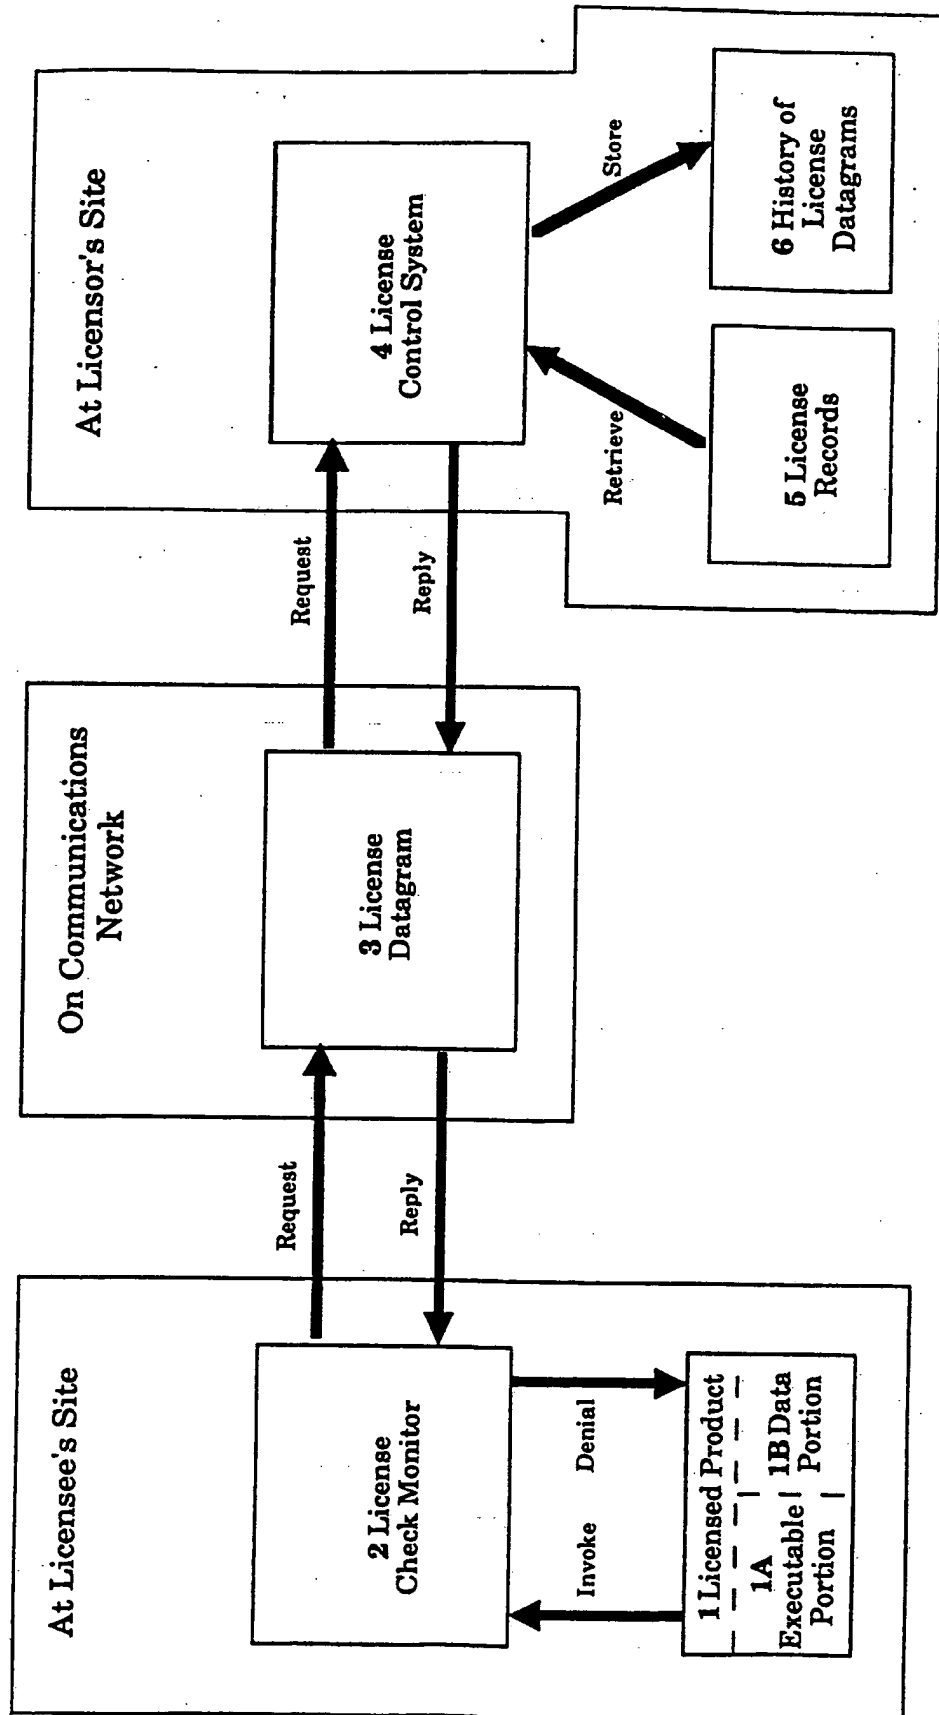 At Licensee's Site
2 License
Check Monitor
Invoke
Denial
1 Licensed Product
1A
Executable
Portion
1B Data
Portion
Request
Reply
On Communications
Network
3 License
Datagram
Request
Reply
At Licensor's Site
4 License
Control System
Retrieve
Store
5 License
Records
6 History of
License
Datagrams